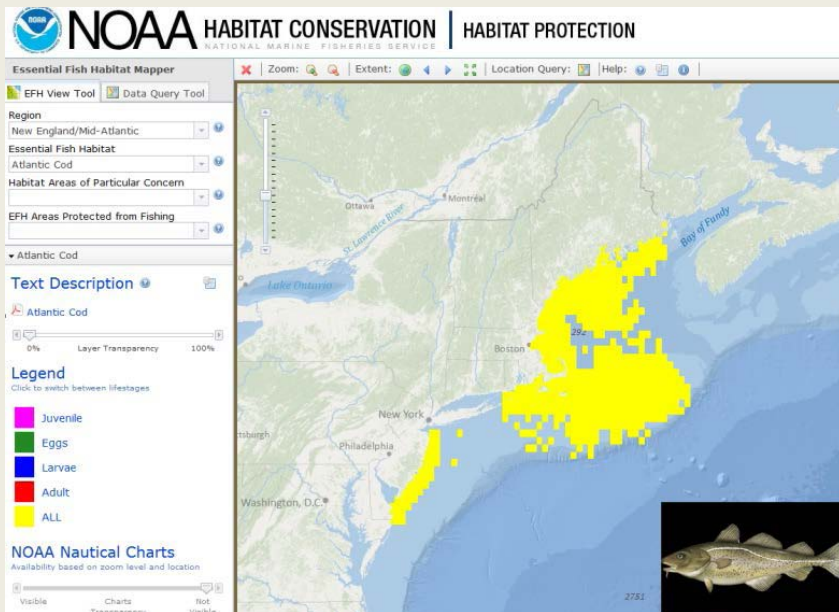 NOAA
NOAA HABITAT CONSERVATION HABITAT PROTECTION
NATIONAL MARINE FISHERIES SERVICE
Essential Fish Habitat Mapper
Zoom: Extent: Location Query: Help:
EFH View Tool Data Query Tool
Region
New England/Mid-Atlantic
Essential Fish Habitat
Atlantic Cod
Habitat Areas of Particular Concern
EFH Areas Protected from Fishing
Atlantic Cod
Text Description
Atlantic Cod
0% Layer Transparency 100%
Legend
Click to switch between lifestages
Juvenile
Eggs
Larvae
Adult
ALL
NOAA Nautical Charts
Availability based on zoom level and location
Visible Charts Not
Transparency Visible
Ottawa
Montréal
St. Lawrence River
Bay of Fundy
Lake Ontario
Boston
New York
Philadelphia
Washington, D.C.
2751